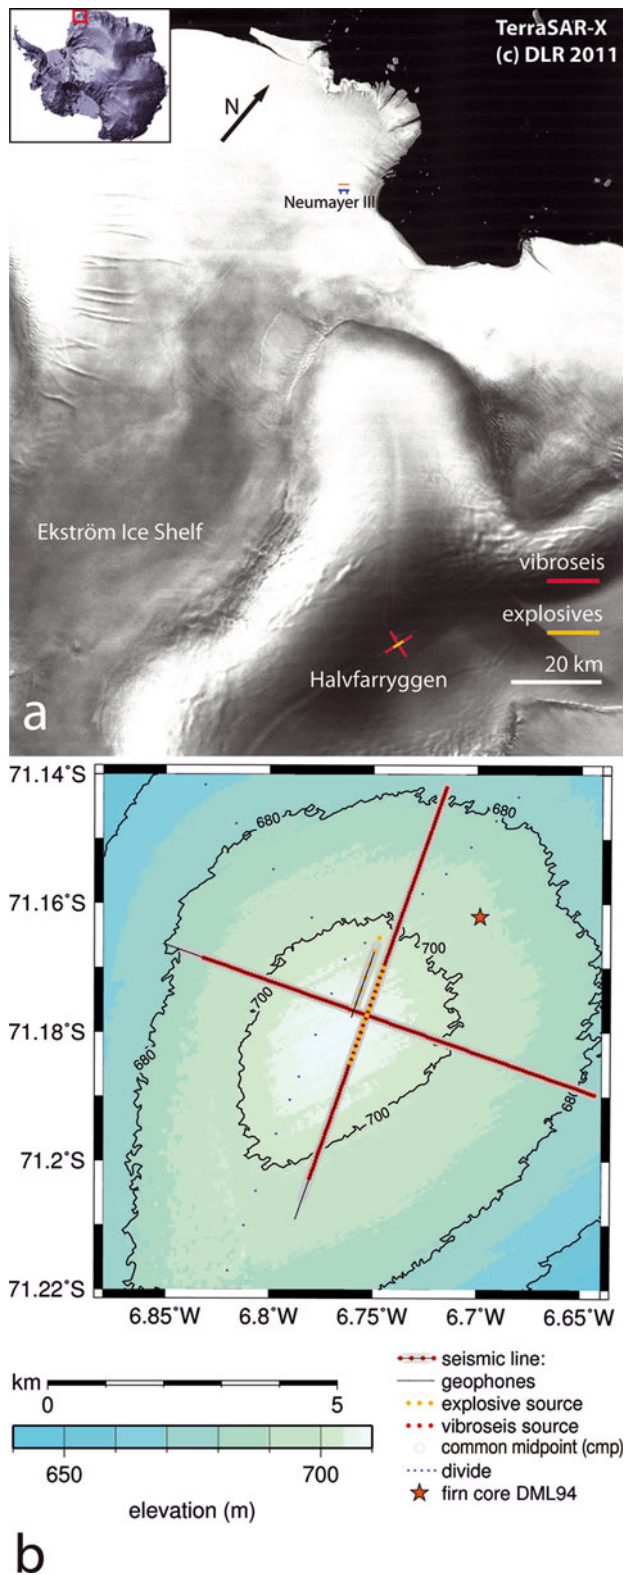 TerraSAR-X
(c) DLR 2011
N
Neumayer III
Ekström Ice Shelf
vibroseis
explosives
20 km
Halvfarryggen
a
71.14°S
71.16°S
71.18°S
71.2°S
71.22°S
680
680
700
700
680
700
680
6.85°W
6.8°W
6.75°W
6.7°W
6.65°W
km
0
5
650
700
elevation (m)
seismic line:
geophones
explosive source
vibroseis source
common midpoint (cmp)
divide
firn core DML94
b